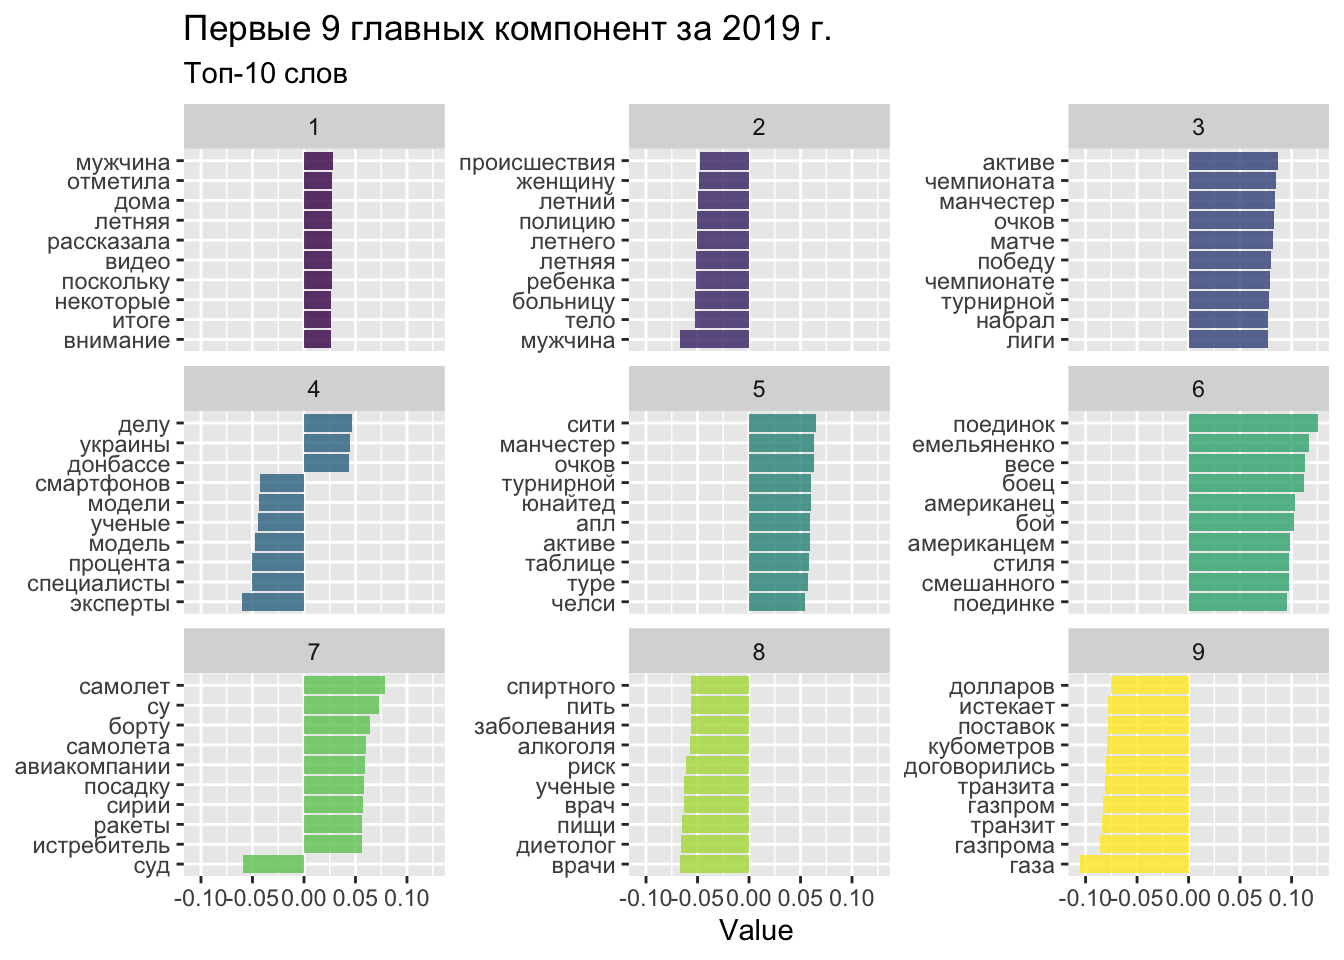 Первые 9 главных компонент за 2019 г.
Топ-10 слов
1
мужчина
отметила
дома
летняя
рассказала
видео
поскольку
некоторые
итоге
внимание
2
происшествия
женщину
летний
полицию
летнего
летняя
ребенка
больницу
тело
мужчина
3
активе
чемпионата
манчестер
очков
матче
победу
чемпионате
турнирной
набрал
лиги
4
делу
украины
донбассе
смартфонов
модели
ученые
модель
процента
специалисты
эксперты
5
сити
манчестер
очков
турнирной
юнайтед
апл
активе
таблице
туре
челси
6
поединок
емельяненко
весе
боец
американец
бой
американцем
стиля
смешанного
поединке
7
самолет
су
борту
самолета
авиакомпании
посадку
сирии
ракеты
истребитель
суд
8
спиртного
пить
заболевания
алкоголя
риск
ученые
врач
пищи
диетолог
врачи
9
долларов
истекает
поставок
кубометров
договорились
транзита
газпром
транзит
газпрома
газа
-0.10 -0.05 0.00 0.05 0.10
-0.10 -0.05 0.00 0.05 0.10
-0.10 -0.05 0.00 0.05 0.10
Value